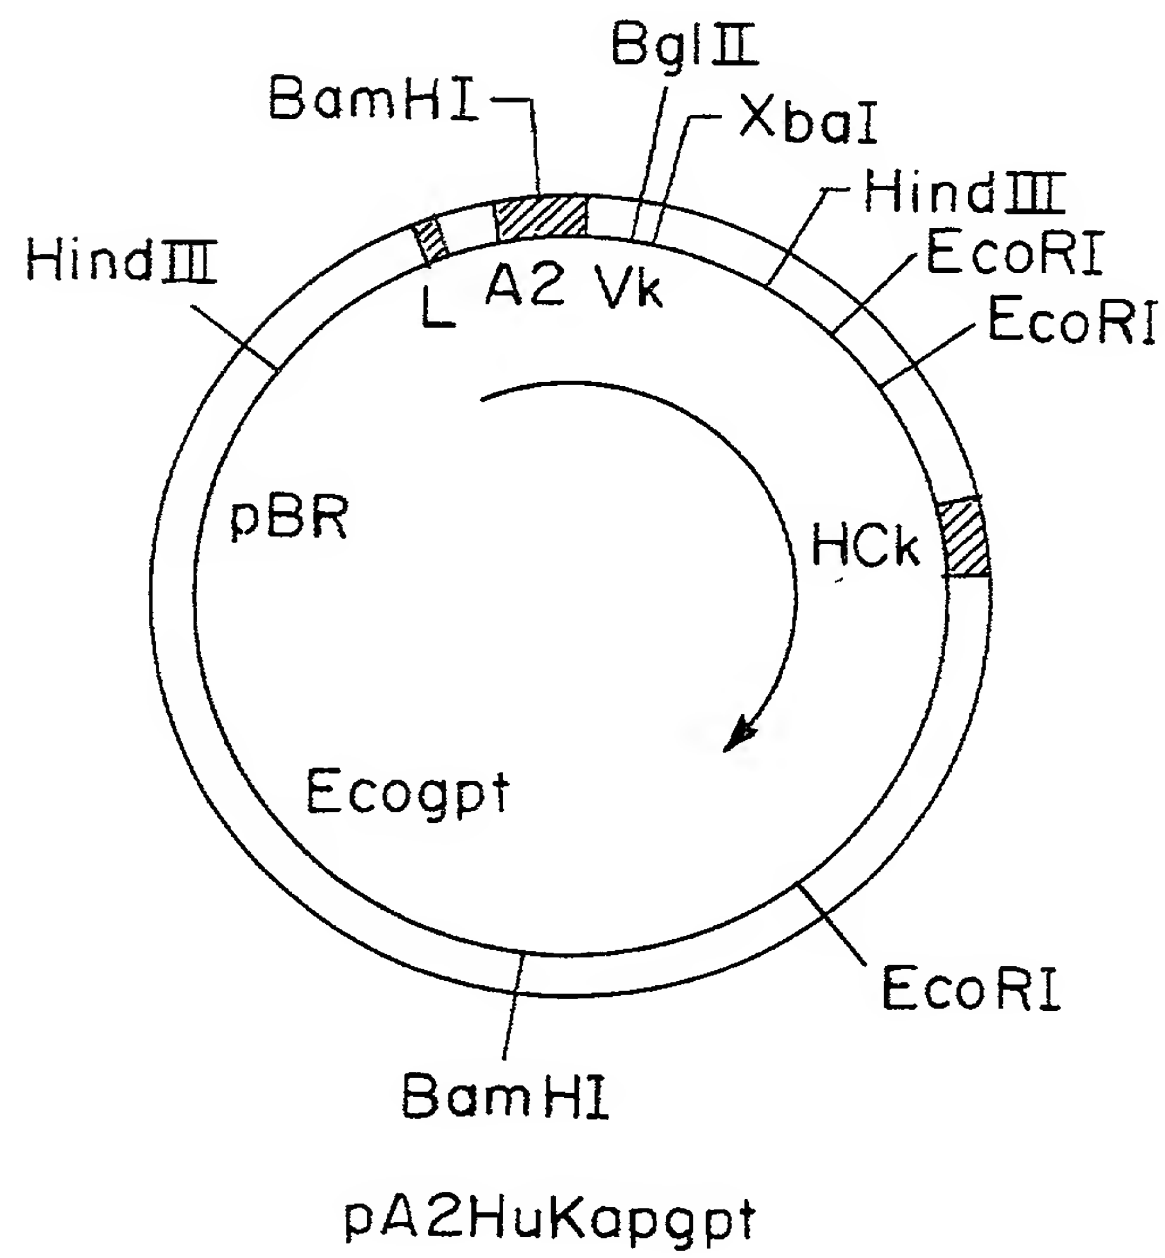 BglII
BamHI
XbaI
HindIII
EcoRI
HindIII
EcoRI
L
A2 Vk
pBR
HCk
Ecogpt
EcoRI
BamHI
pA2HuKapgpt